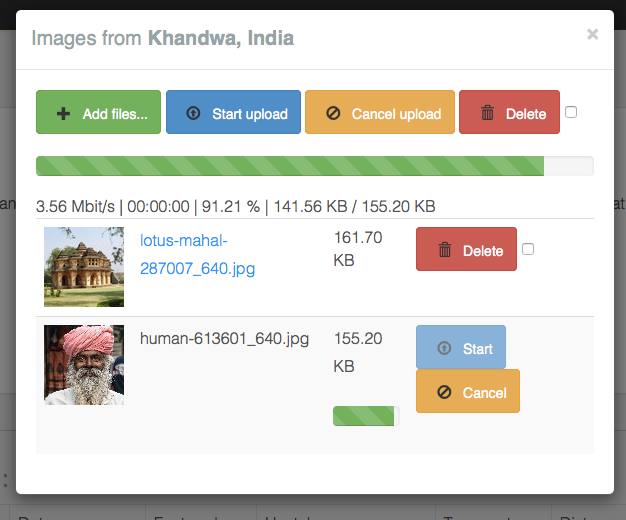 Images from Khandwa, India
×
Add files...
Start upload
Cancel upload
Delete
3.56 Mbit/s | 00:00:00 | 91.21 % | 141.56 KB / 155.20 KB
lotus-mahal-
287007_640.jpg
161.70
KB
Delete
human-613601_640.jpg
155.20
KB
Start
Cancel